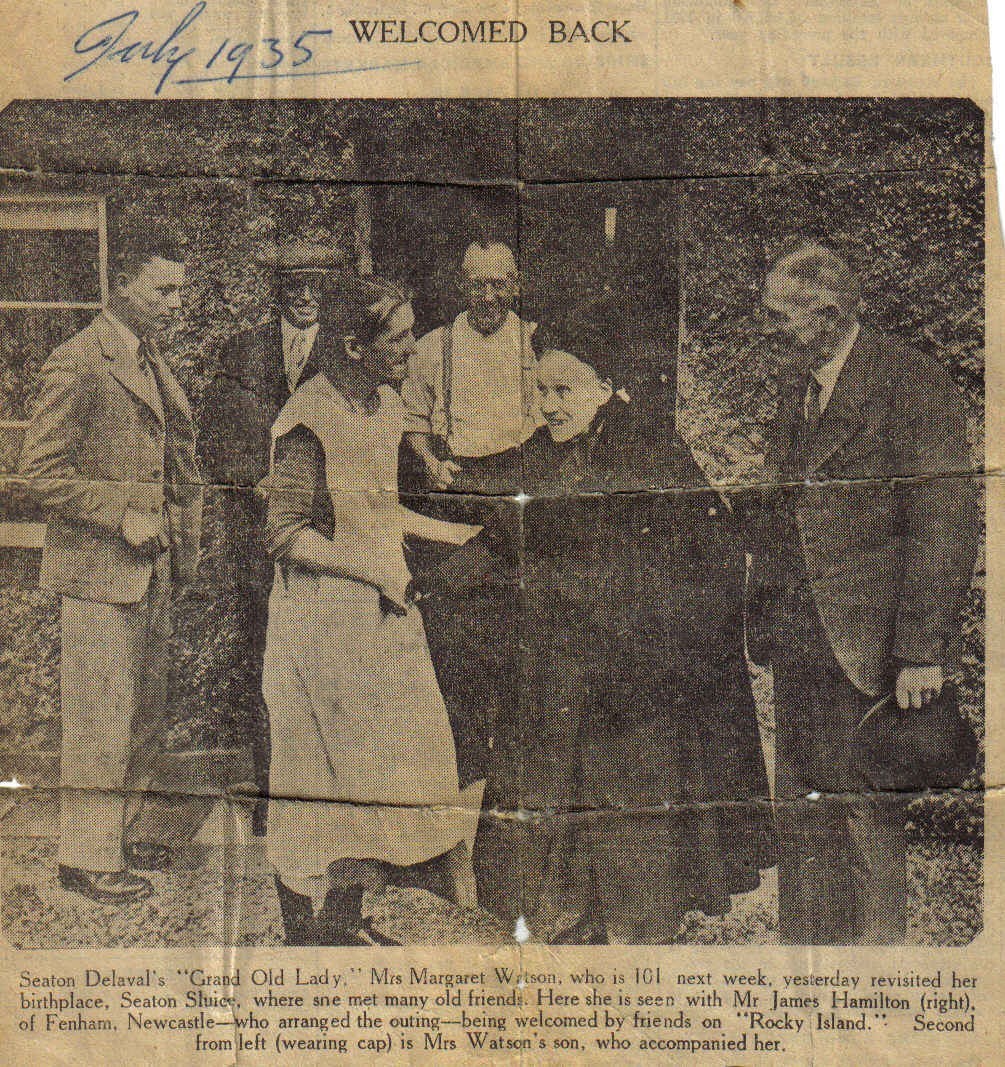 July 1935
WELCOMED BACK
Seaton Delaval's "Grand Old Lady," Mrs Margaret Watson, who is 101 next week, yesterday revisited her
birthplace, Seaton Sluice, where she met many old friends. Here she is seen with Mr James Hamilton (right),
of Fenham, Newcastle—who arranged the outing—being welcomed by friends on "Rocky Island." Second
from left (wearing cap) is Mrs Watson's son, who accompanied her.